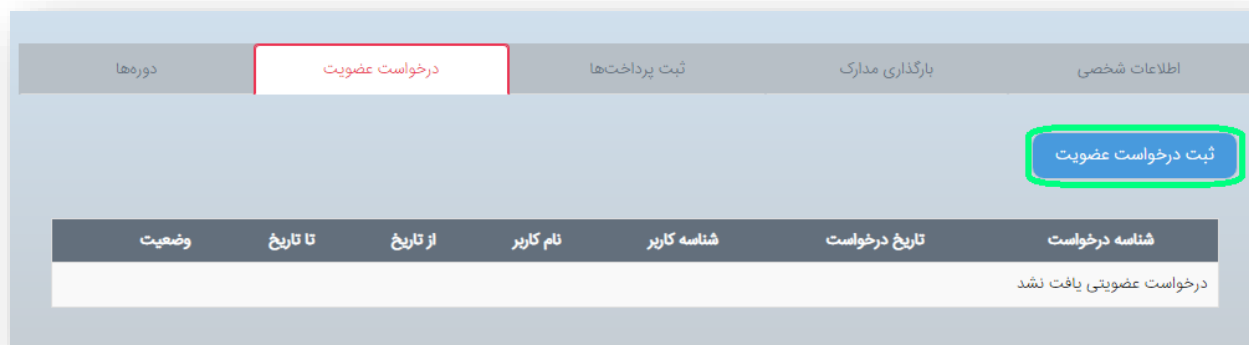 اطلاعات شخصی بارگذاری مدارک ثبت پرداخت‌ها درخواست عضویت دوره‌ها
ثبت درخواست عضویت
شناسه درخواست تاریخ درخواست شناسه کاربر نام کاربر از تاریخ تا تاریخ وضعیت
درخواست عضویتی یافت نشد